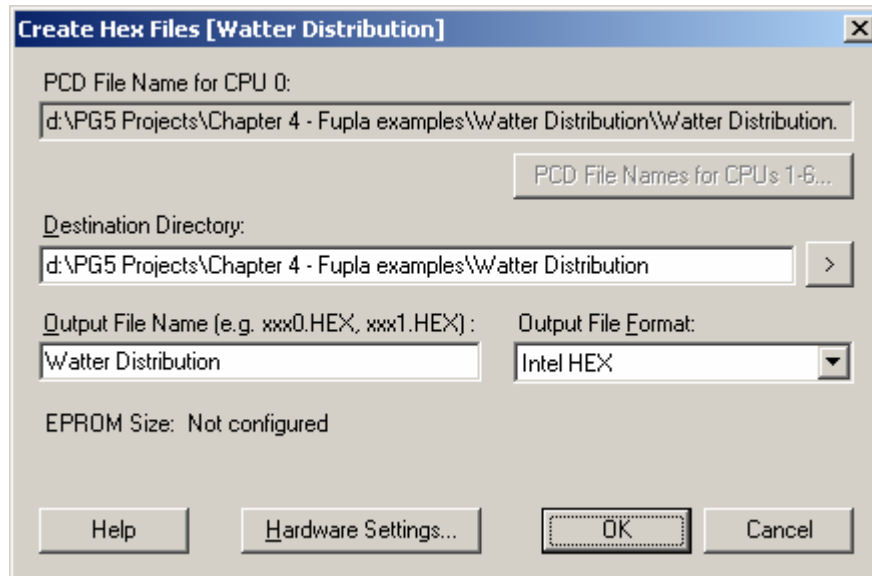 Create Hex Files [Watter Distribution]
PCD File Name for CPU 0:
d:\PG5 Projects\Chapter 4 - Fupla examples\Watter Distribution\Watter Distribution.
PCD File Names for CPUs 1-6...
Destination Directory:
d:\PG5 Projects\Chapter 4 - Fupla examples\Watter Distribution
>
Output File Name (e.g. xxx0.HEX, xxx1.HEX) :
Output File Format:
Watter Distribution
Intel HEX
EPROM Size: Not configured
Help
Hardware Settings...
OK
Cancel